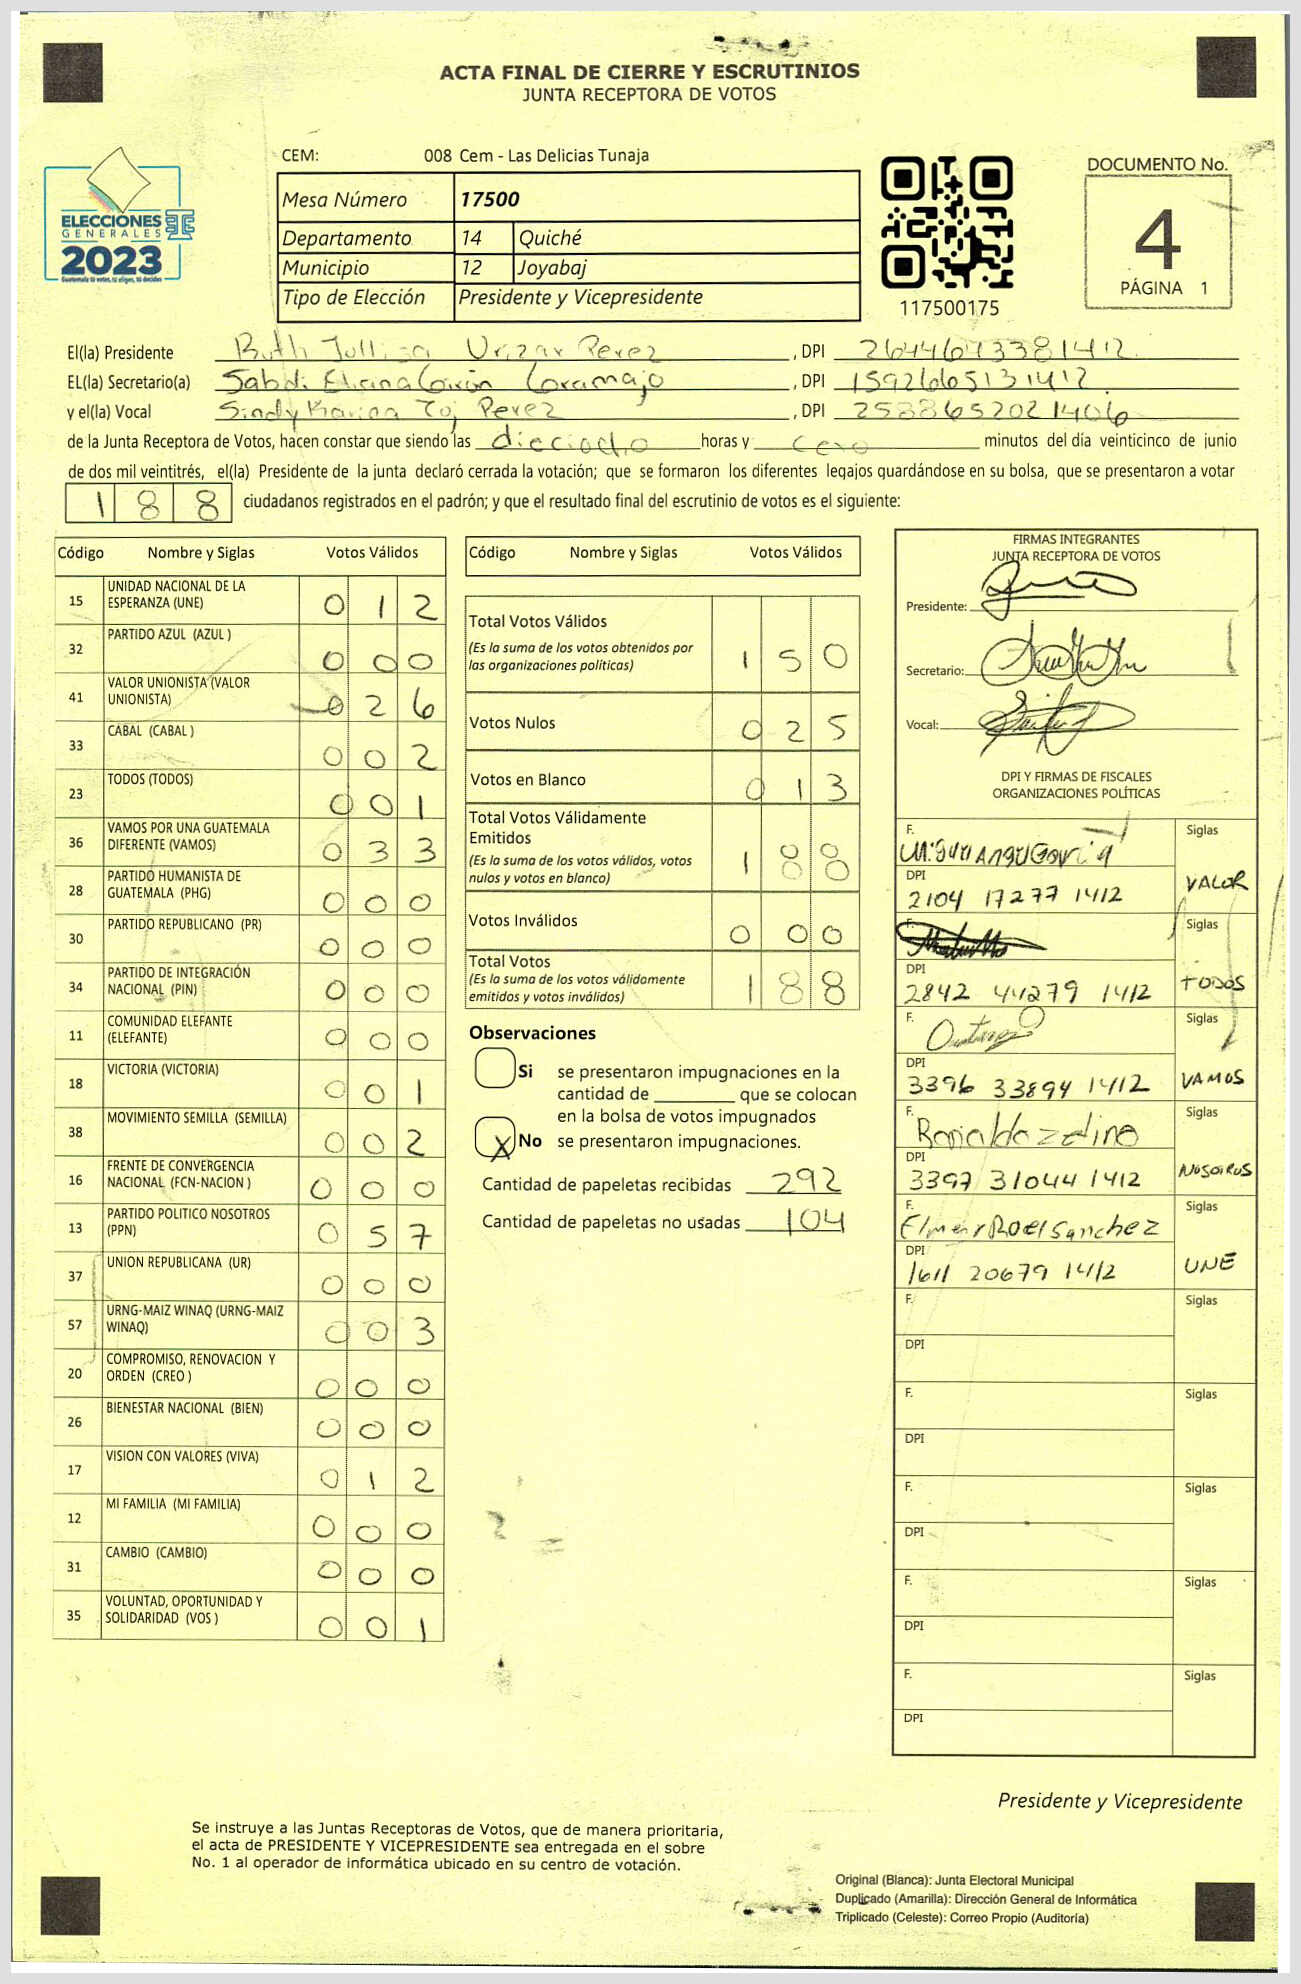 ACTA FINAL DE CIERRE Y ESCRUTINIOS
JUNTA RECEPTORA DE VOTOS
ELECCIONES
GENERALES
2023
CEM: 008 Cem - Las Delicias Tunaja
Mesa Número 17500
Departamento 14 Quiché
Municipio 12 Joyabaj
Tipo de Elección Presidente y Vicepresidente
117500175
DOCUMENTO No.
4
PÁGINA 1
El(la) Presidente Ruth Perez, DPI 2644673381412
EL(la) Secretario(a), DPI 1592665131412
y el(la) Vocal Sindy Karina Toj Perez, DPI 2588652021406
de la Junta Receptora de Votos, hacen constar que siendo las dieciocho horas y cero minutos del día veinticinco de junio
de dos mil veintitrés, el(la) Presidente de la junta declaró cerrada la votación; que se formaron los diferentes legajos quardándose en su bolsa, que se presentaron a votar
188 ciudadanos registrados en el padrón; y que el resultado final del escrutinio de votos es el siguiente:
Código Nombre y Siglas Votos Válidos
15 UNIDAD NACIONAL DE LA ESPERANZA (UNE) 0 1 2
32 PARTIDO AZUL (AZUL ) 0 0 0
41 VALOR UNIONISTA (VALOR UNIONISTA) 0 2 6
33 CABAL (CABAL ) 0 0 2
23 TODOS (TODOS) 0 0 1
36 VAMOS POR UNA GUATEMALA DIFERENTE (VAMOS) 0 3 3
28 PARTIDO HUMANISTA DE GUATEMALA (PHG) 0 0 0
30 PARTIDO REPUBLICANO (PR) 0 0 0
34 PARTIDO DE INTEGRACIÓN NACIONAL (PIN) 0 0 0
11 COMUNIDAD ELEFANTE (ELEFANTE) 0 0 0
18 VICTORIA (VICTORIA) 0 0 1
38 MOVIMIENTO SEMILLA (SEMILLA) 0 0 2
16 FRENTE DE CONVERGENCIA NACIONAL (FCN-NACION ) 0 0 0
13 PARTIDO POLITICO NOSOTROS (PPN) 0 5 7
37 UNION REPUBLICANA (UR) 0 0 0
57 URNG-MAIZ WINAQ (URNG-MAIZ WINAQ) 0 0 3
20 COMPROMISO, RENOVACION Y ORDEN (CREO ) 0 0 0
26 BIENESTAR NACIONAL (BIEN) 0 0 0
17 VISION CON VALORES (VIVA) 0 1 2
12 MI FAMILIA (MI FAMILIA) 0 0 0
31 CAMBIO (CAMBIO) 0 0 0
35 VOLUNTAD, OPORTUNIDAD Y SOLIDARIDAD (VOS ) 0 0 1
Código Nombre y Siglas Votos Válidos
Total Votos Válidos 1 5 0
(Es la suma de los votos obtenidos por
las organizaciones políticas)
Votos Nulos 0 2 5
Votos en Blanco 0 1 3
Total Votos Válidamente
Emitidos 1 8 8
(Es la suma de los votos válidos, votos
nulos y votos en blanco)
Votos Inválidos 0 0 0
Total Votos 1 8 8
(Es la suma de los votos válidamente
emitidos y votos inválidos)
Observaciones
Si se presentaron impugnaciones en la
cantidad de ________ que se colocan
en la bolsa de votos impugnados
X No se presentaron impugnaciones.
Cantidad de papeletas recibidas 292
Cantidad de papeletas no usadas 104
FIRMAS INTEGRANTES
JUNTA RECEPTORA DE VOTOS
Presidente:
Secretario:
Vocal:
DPI Y FIRMAS DE FISCALES
ORGANIZACIONES POLÍTICAS
F. Siglas
DPI 2104 17277 1412 VALOR
F. Siglas
DPI 2842 44279 1412 TODOS
F. Siglas
DPI 3396 33894 1412 VAMOS
F. Siglas
DPI 3397 31044 1412 NOSOTROS
F. Elmer Roel Sanchez Siglas
DPI 1611 20679 1412 UNE
F. Siglas
DPI
F. Siglas
DPI
F. Siglas
DPI
F. Siglas
DPI
F. Siglas
DPI
Presidente y Vicepresidente
Se instruye a las Juntas Receptoras de Votos, que de manera prioritaria,
el acta de PRESIDENTE Y VICEPRESIDENTE sea entregada en el sobre
No. 1 al operador de informática ubicado en su centro de votación.
Original (Blanca): Junta Electoral Municipal
Duplicado (Amarilla): Dirección General de Informática
Triplicado (Celeste): Correo Propio (Auditoría)